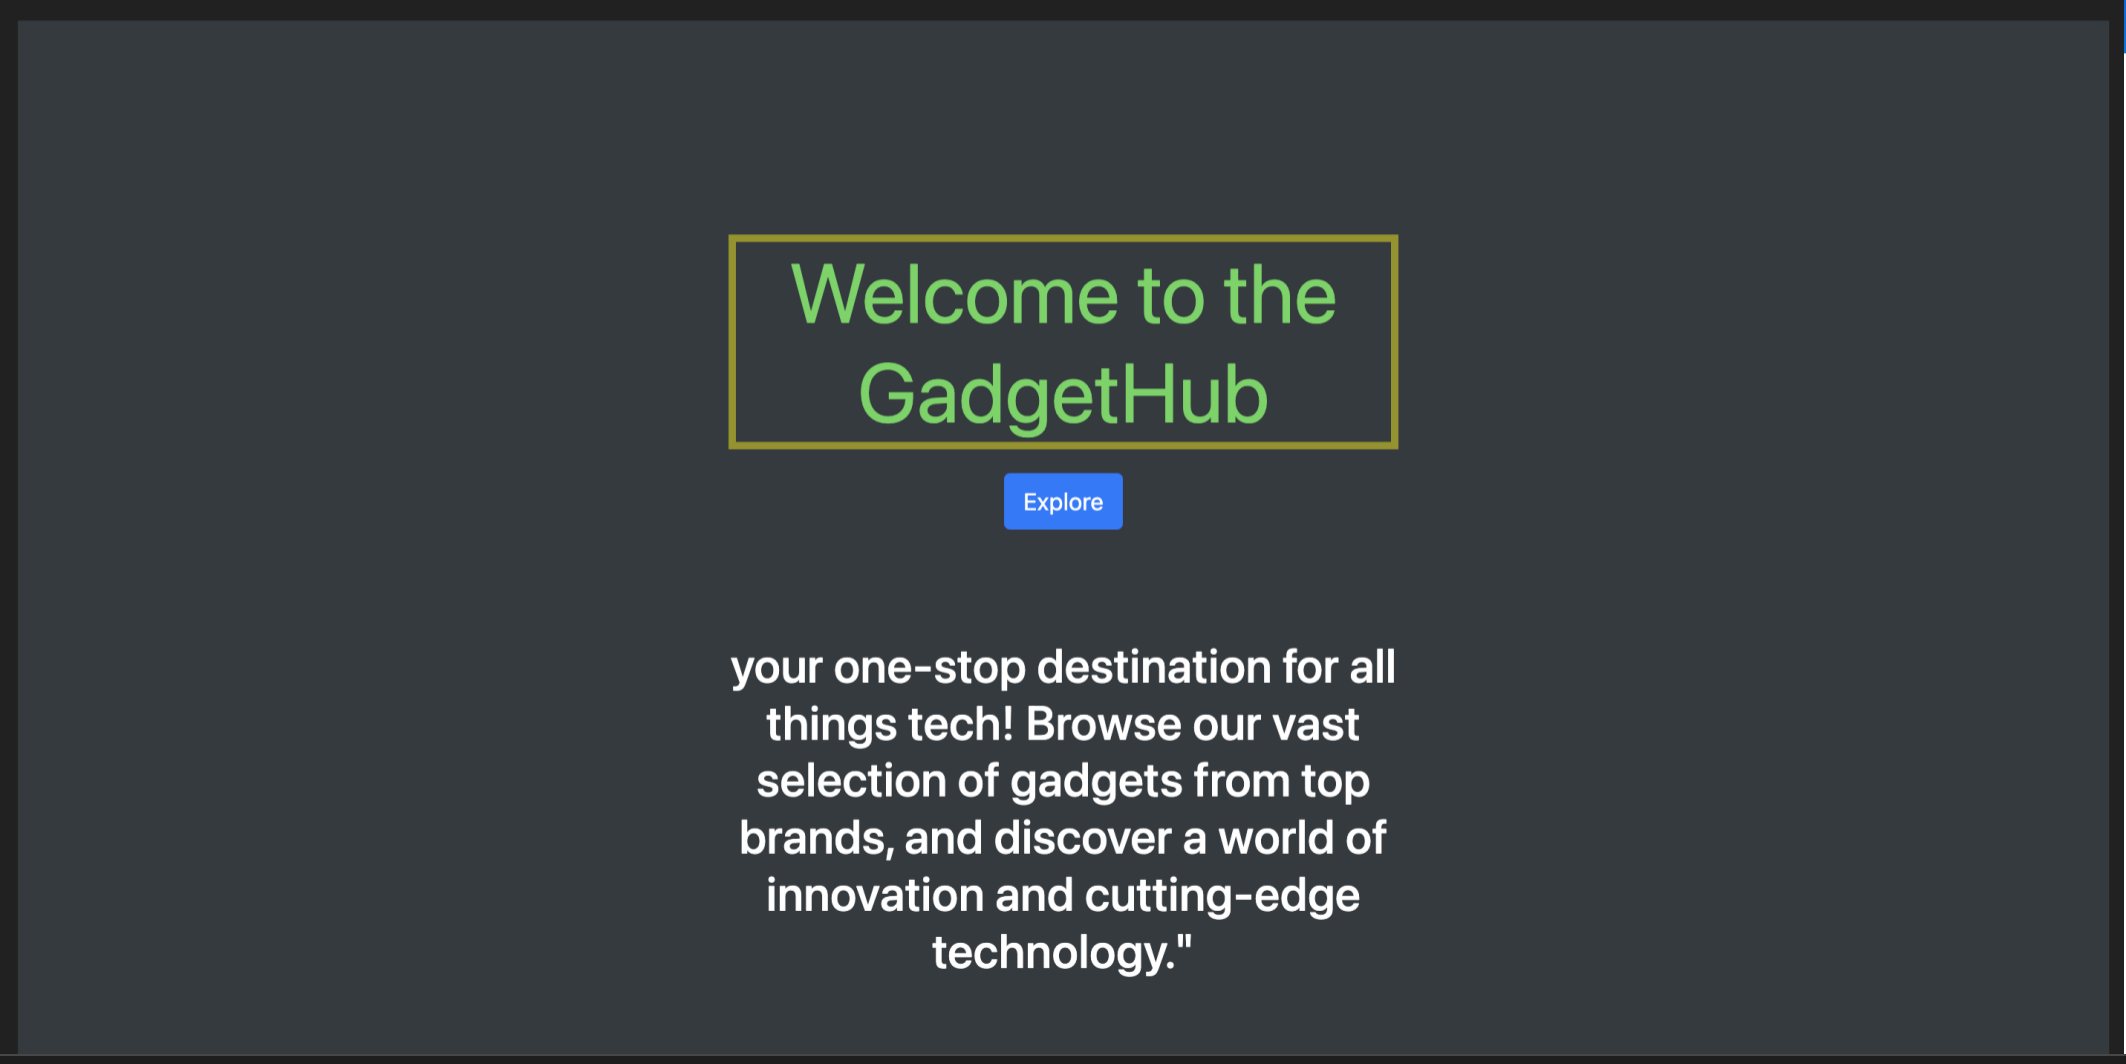 Welcome to the
GadgetHub
Explore
your one-stop destination for all
things tech! Browse our vast
selection of gadgets from top
brands, and discover a world of
innovation and cutting-edge
technology."